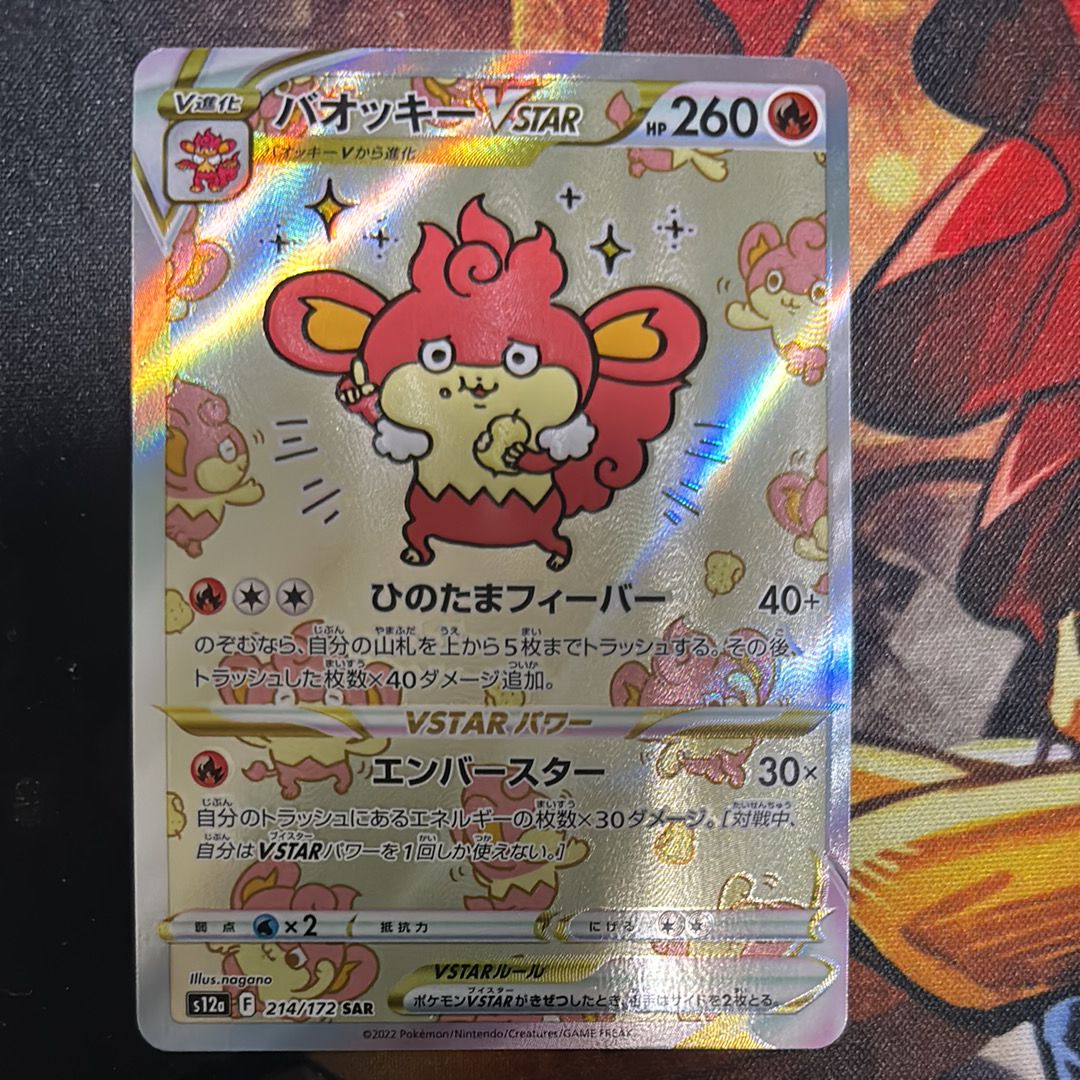 V進化
バオッキーVSTAR HP 260
バオッキーVから進化
ひのたまフィーバー 40+
のぞむなら、自分の山札を上から5枚までトラッシュする。その後、
トラッシュした枚数×40ダメージ追加。
VSTARパワー
エンバースター 30×
自分のトラッシュにあるエネルギーの枚数×30ダメージ。[対戦中、
自分はVSTARパワーを1回しか使えない。]
弱点 ×2 抵抗力 にげる
Illus.nagano
VSTARルール
s12a F 214/172 SAR
ポケモンVSTARがきぜつしたとき、相手はサイドを2枚とる。
©2022 Pokémon/Nintendo/Creatures/GAME FREAK